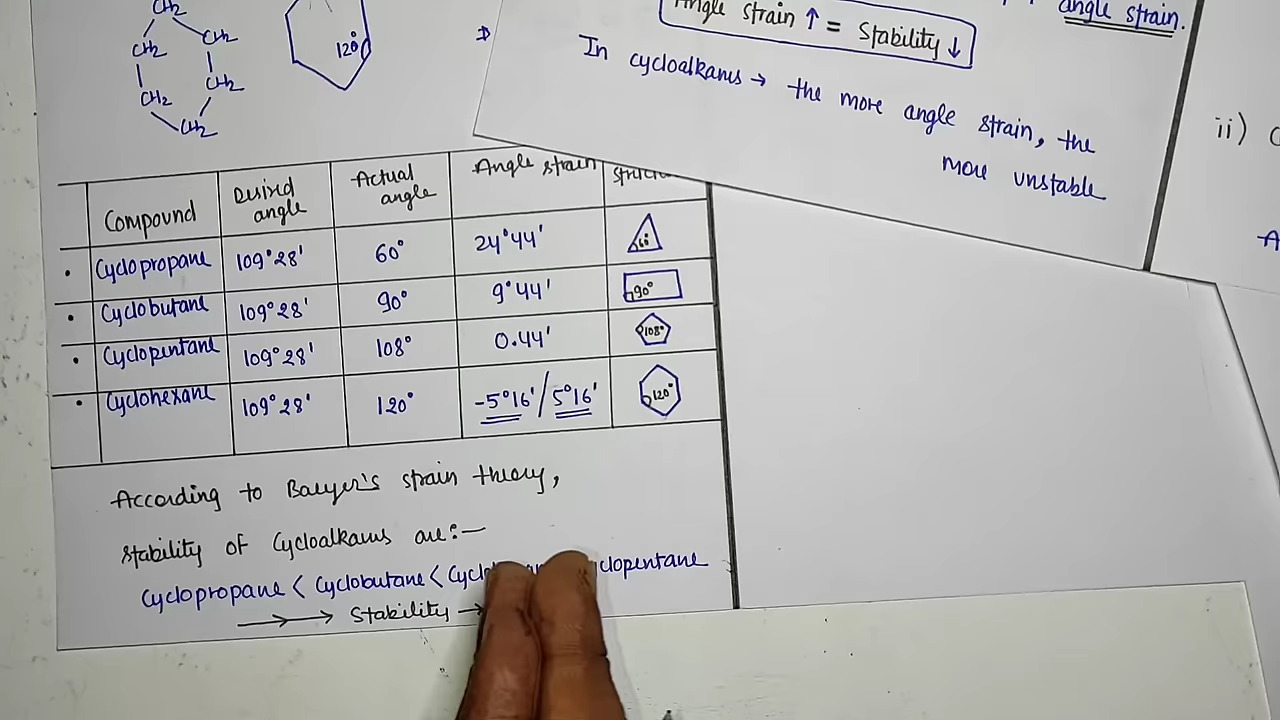 CH₂
CH₂ CH₂
CH₂ CH₂
CH₂
120°
⇒
angle strain.
Angle strain ↑ = Stability ↓
In cycloalkanes → the more angle strain, the
more unstable
ii)
Compound Desired angle Actual angle Angle strain
• Cyclopropane 109°28' 60° 24°44' 60°
• Cyclobutane 109°28' 90° 9°44' 90°
• Cyclopentane 109°28' 108° 0.44' 108°
• Cyclohexane 109°28' 120° -5°16'/5°16' 120°
According to Baeyer's strain theory,
stability of Cycloalkanes are:—
Cyclopropane < Cyclobutane <
→→ Stability →